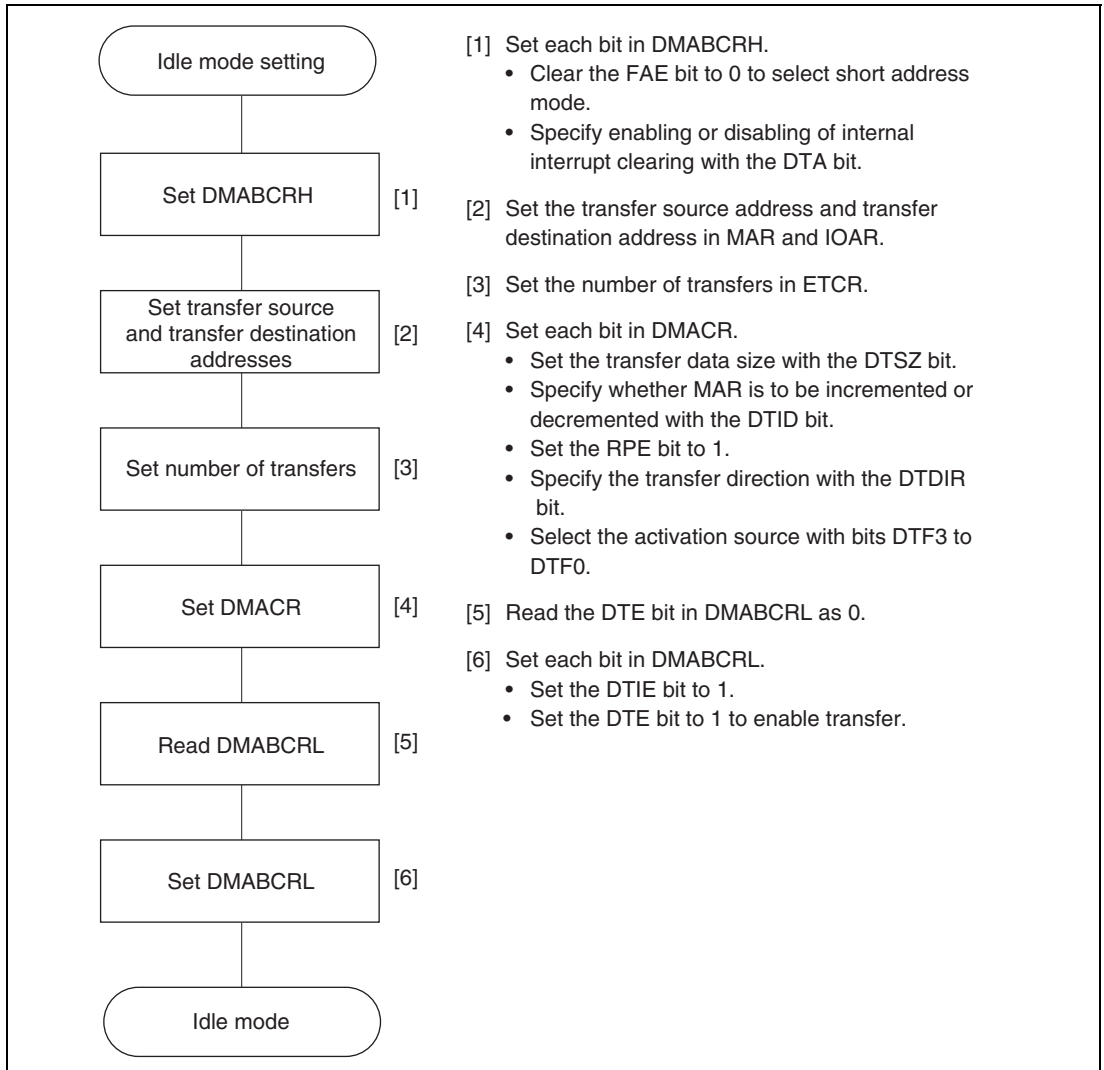 Idle mode setting
Set DMABCRH
[1]
Set transfer source
and transfer destination
addresses
[2]
Set number of transfers
[3]
Set DMACR
[4]
Read DMABCRL
[5]
Set DMABCRL
[6]
Idle mode
[1] Set each bit in DMABCRH.
• Clear the FAE bit to 0 to select short address
mode.
• Specify enabling or disabling of internal
interrupt clearing with the DTA bit.
[2] Set the transfer source address and transfer
destination address in MAR and IOAR.
[3] Set the number of transfers in ETCR.
[4] Set each bit in DMACR.
• Set the transfer data size with the DTSZ bit.
• Specify whether MAR is to be incremented or
decremented with the DTID bit.
• Set the RPE bit to 1.
• Specify the transfer direction with the DTDIR
bit.
• Select the activation source with bits DTF3 to
DTF0.
[5] Read the DTE bit in DMABCRL as 0.
[6] Set each bit in DMABCRL.
• Set the DTIE bit to 1.
• Set the DTE bit to 1 to enable transfer.